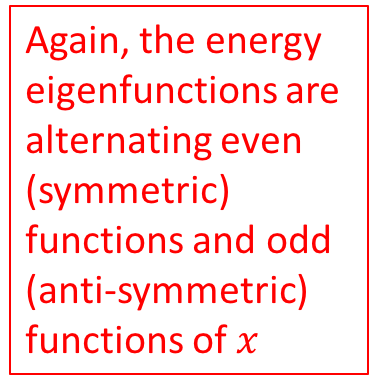 Again, the energy
eigenfunctions are
alternating even
(symmetric)
functions and odd
(anti-symmetric)
functions of 𝑥